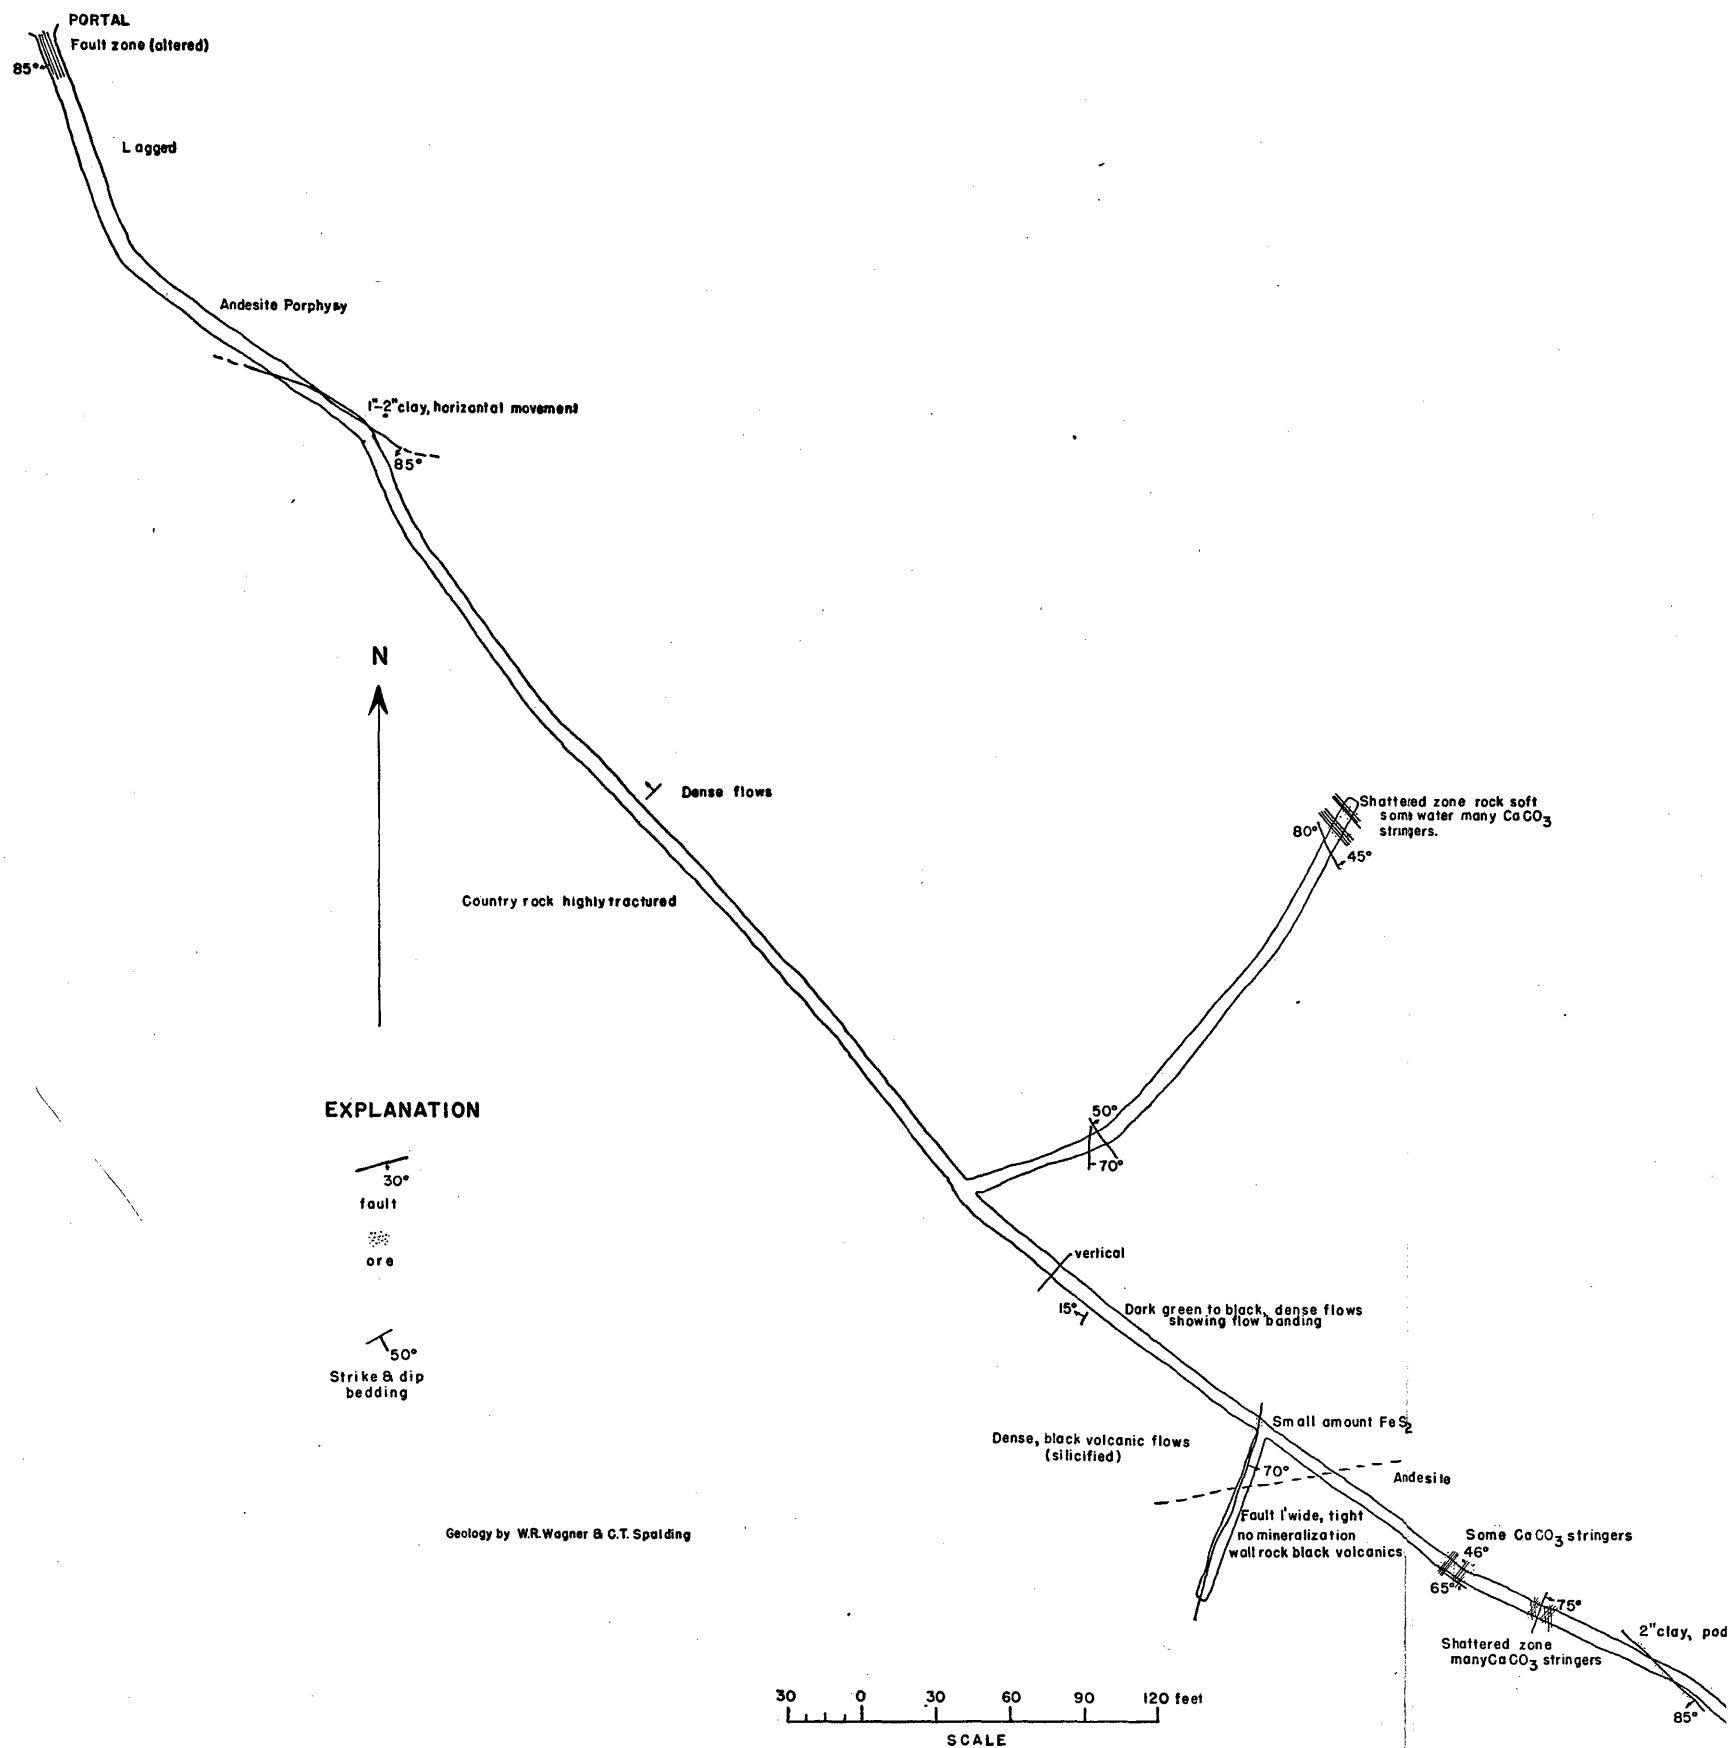 PORTAL
Fault zone (altered)
85°
Lagged
Andesite Porphyry
1"-2" clay, horizontal movement
85°
N
Dense flows
Shattered zone rock soft
some water many CaCO3
stringers.
80°
45°
Country rock highly fractured
EXPLANATION
50°
70°
30°
fault
ore
vertical
15°
Dark green to black, dense flows
showing flow banding
50°
Strike & dip
bedding
Small amount FeS2
Dense, black volcanic flows
(silicified)
70°
Andesite
Fault 1' wide, tight
no mineralization
wall rock black volcanics
Geology by W.R. Wagner & C.T. Spalding
Some CaCO3 stringers
46°
65°
75°
2" clay, pod
Shattered zone
many CaCO3 stringers
30 0 30 60 90 120 feet
85°
SCALE